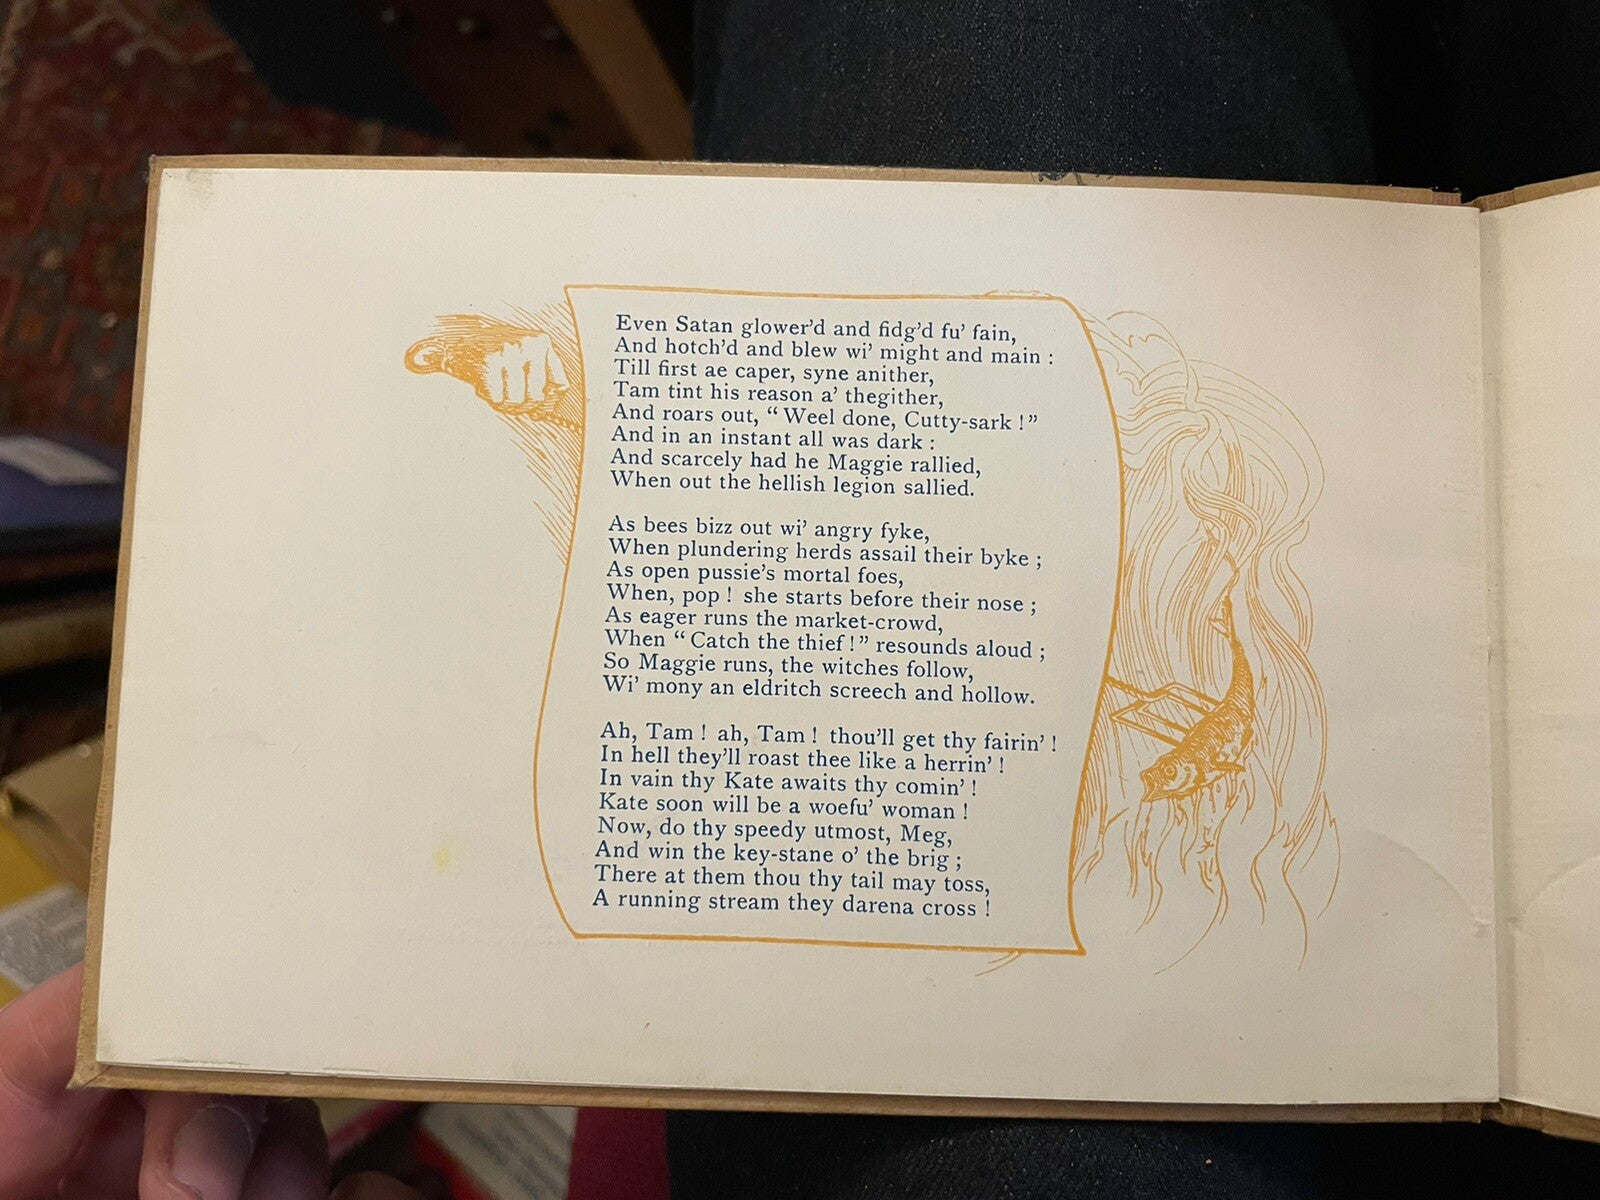 Even Satan glower'd and fidg'd fu' fain,
And hotch'd and blew wi' might and main :
Till first ae caper, syne anither,
Tam tint his reason a' thegither,
And roars out, “ Weel done, Cutty-sark ! ”
And in an instant all was dark :
And scarcely had he Maggie rallied,
When out the hellish legion sallied.
As bees bizz out wi' angry fyke,
When plundering herds assail their byke ;
As open pussie's mortal foes,
When, pop ! she starts before their nose ;
As eager runs the market-crowd,
When “ Catch the thief ! ” resounds aloud ;
So Maggie runs, the witches follow,
Wi' mony an eldritch screech and hollow.
Ah, Tam ! ah, Tam ! thou'll get thy fairin' !
In hell they'll roast thee like a herrin' !
In vain thy Kate awaits thy comin' !
Kate soon will be a woefu' woman !
Now, do thy speedy utmost, Meg,
And win the key-stane o' the brig ;
There at them thou thy tail may toss,
A running stream they darena cross !